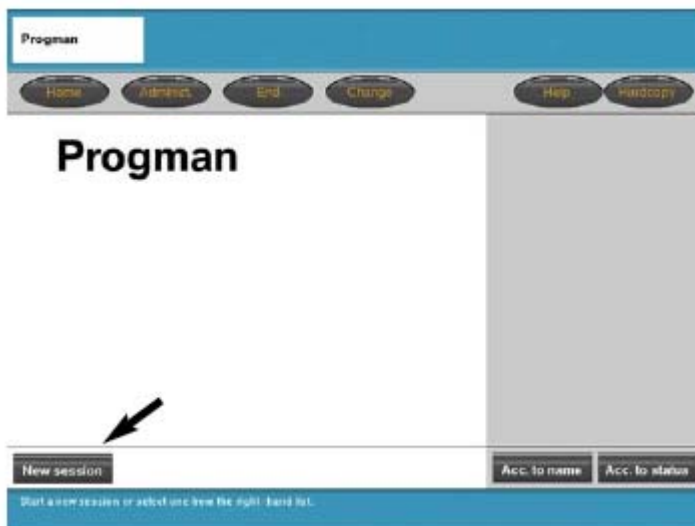 Progman
Home Administ. End Change Help Hardcopy
Progman
New session Acc. to name Acc. to status
Start a new session or select one from the right-hand list.